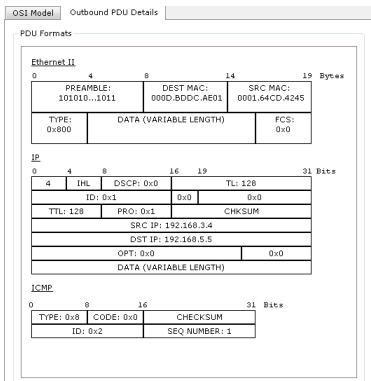 OSI Model Outbound PDU Details
PDU Formats
Ethernet II
0 4 8 14 19 Bytes
PREAMBLE: DEST MAC: SRC MAC:
101010...1011 000D.BDDC.AE01 0001.64CD.4245
TYPE: DATA (VARIABLE LENGTH) FCS:
0x800 0x0
IP
0 4 8 16 19 31 Bits
4 IHL DSCP: 0x0 TL: 128
ID: 0x1 0x0 0x0
TTL: 128 PRO: 0x1 CHKSUM
SRC IP: 192.168.3.4
DST IP: 192.168.5.5
OPT: 0x0 0x0
DATA (VARIABLE LENGTH)
ICMP
0 8 16 31 Bits
TYPE: 0x8 CODE: 0x0 CHECKSUM
ID: 0x2 SEQ NUMBER: 1